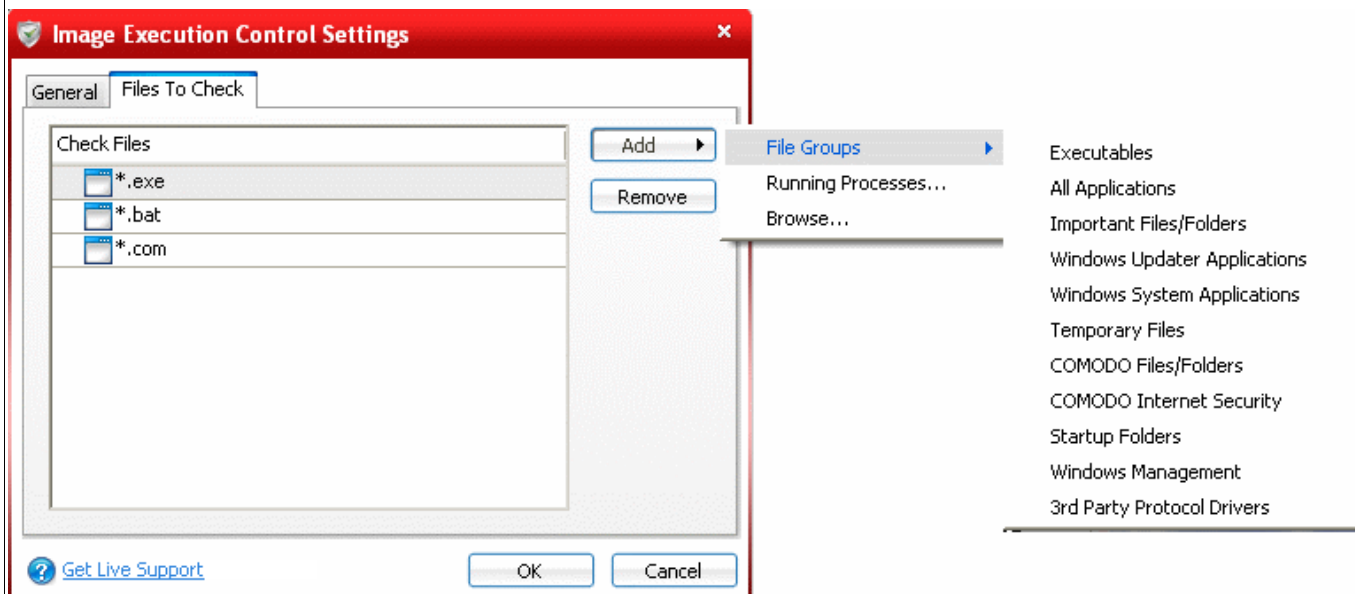 Image Execution Control Settings
General
Files To Check
Check Files
*.exe
*.bat
*.com
Add
Remove
File Groups
Running Processes...
Browse...
Executables
All Applications
Important Files/Folders
Windows Updater Applications
Windows System Applications
Temporary Files
COMODO Files/Folders
COMODO Internet Security
Startup Folders
Windows Management
3rd Party Protocol Drivers
? Get Live Support
OK
Cancel